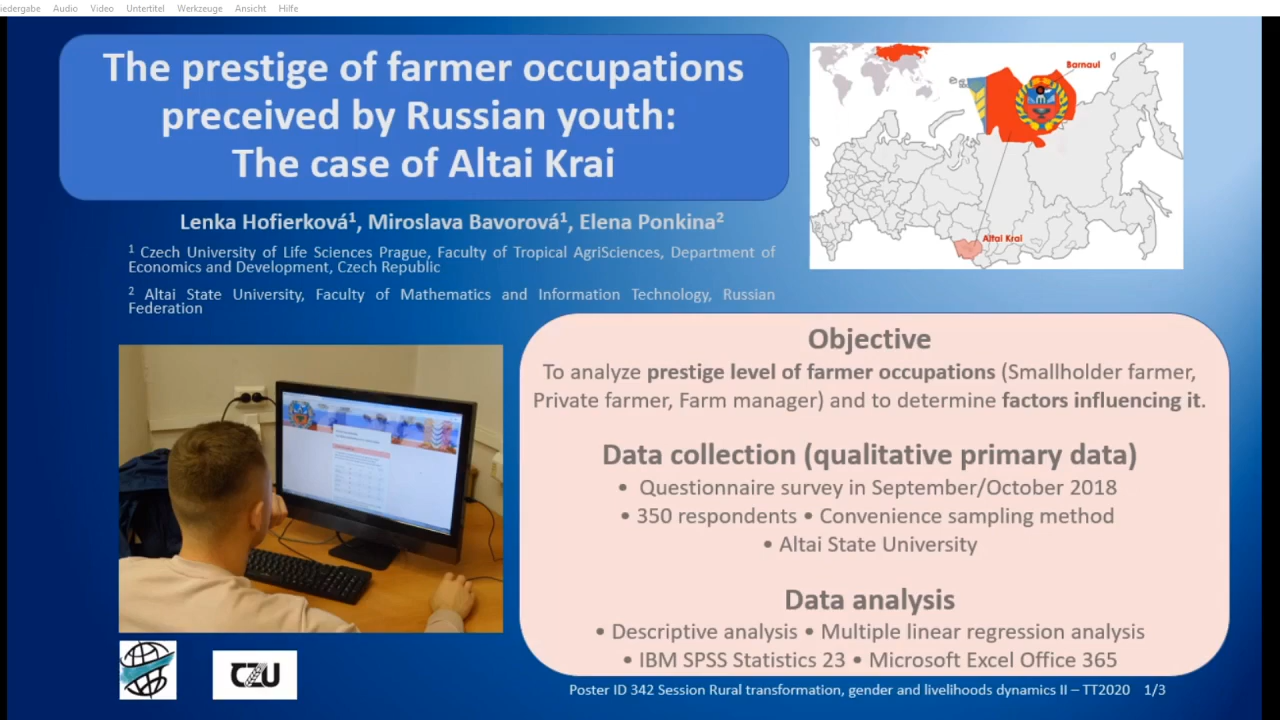 iedergabe Audio Video Untertitel Werkzeuge Ansicht Hilfe
The prestige of farmer occupations
preceived by Russian youth:
The case of Altai Krai
Barnaul
Altai Krai
Lenka Hofierková¹, Miroslava Bavorová¹, Elena Ponkina²
¹ Czech University of Life Sciences Prague, Faculty of Tropical AgriSciences, Department of
Economics and Development, Czech Republic
² Altai State University, Faculty of Mathematics and Information Technology, Russian
Federation
Objective
To analyze prestige level of farmer occupations (Smallholder farmer,
Private farmer, Farm manager) and to determine factors influencing it.
Data collection (qualitative primary data)
• Questionnaire survey in September/October 2018
• 350 respondents • Convenience sampling method
• Altai State University
Data analysis
• Descriptive analysis • Multiple linear regression analysis
• IBM SPSS Statistics 23 • Microsoft Excel Office 365
CZU
Poster ID 342 Session Rural transformation, gender and livelihoods dynamics II – TT2020 1/3